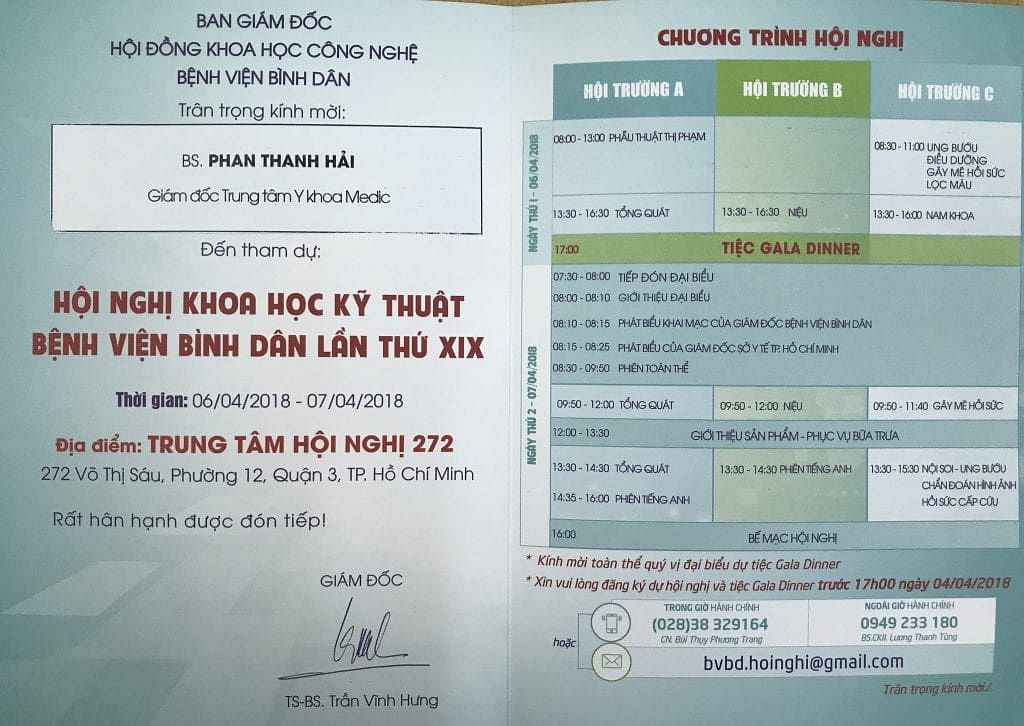 BAN GIÁM ĐỐC
HỘI ĐỒNG KHOA HỌC CÔNG NGHỆ
BỆNH VIỆN BÌNH DÂN
Trân trọng kính mời:
BS. PHAN THANH HẢI
Giám đốc Trung tâm Y khoa Medic
Đến tham dự:
HỘI NGHỊ KHOA HỌC KỸ THUẬT
BỆNH VIỆN BÌNH DÂN LẦN THỨ XIX
Thời gian: 06/04/2018 - 07/04/2018
Địa điểm: TRUNG TÂM HỘI NGHỊ 272
272 Võ Thị Sáu, Phường 12, Quận 3, TP. Hồ Chí Minh
Rất hân hạnh được đón tiếp!
GIÁM ĐỐC
TS-BS. Trần Vĩnh Hưng
CHƯƠNG TRÌNH HỘI NGHỊ
HỘI TRƯỜNG A HỘI TRƯỜNG B HỘI TRƯỜNG C
NGÀY THỨ 1 - 06/04/2018
08:00 - 13:00 PHẪU THUẬT THỊ PHẠM
08:30 - 11:00 UNG BƯỚU
ĐIỀU DƯỠNG
GÂY MÊ HỒI SỨC
LỌC MÁU
13:30 - 16:30 TỔNG QUÁT 13:30 - 16:30 NIỆU 13:30 - 16:00 NAM KHOA
17:00 TIỆC GALA DINNER
NGÀY THỨ 2 - 07/04/2018
07:30 - 08:00 TIẾP ĐÓN ĐẠI BIỂU
08:00 - 08:10 GIỚI THIỆU ĐẠI BIỂU
08:10 - 08:15 PHÁT BIỂU KHAI MẠC CỦA GIÁM ĐỐC BỆNH VIỆN BÌNH DÂN
08:15 - 08:25 PHÁT BIỂU CỦA GIÁM ĐỐC SỞ Y TẾ TP. HỒ CHÍ MINH
08:30 - 09:50 PHIÊN TOÀN THỂ
09:50 - 12:00 TỔNG QUÁT 09:50 - 12:00 NIỆU 09:50 - 11:40 GÂY MÊ HỒI SỨC
12:00 - 13:30 GIỚI THIỆU SẢN PHẨM - PHỤC VỤ BỮA TRƯA
13:30 - 14:30 TỔNG QUÁT 13:30 - 14:30 PHIÊN TIẾNG ANH 13:30 - 15:30 NỘI SOI - UNG BƯỚU
CHẨN ĐOÁN HÌNH ẢNH
14:35 - 16:00 PHIÊN TIẾNG ANH HỒI SỨC CẤP CỨU
16:00 BẾ MẠC HỘI NGHỊ
* Kính mời toàn thể quý vị đại biểu dự tiệc Gala Dinner
* Xin vui lòng đăng ký dự hội nghị và tiệc Gala Dinner trước 17h00 ngày 04/04/2018
TRONG GIỜ HÀNH CHÍNH NGOÀI GIỜ HÀNH CHÍNH
(028)38 329164 0949 233 180
CN. Bùi Thụy Phương Trang BS.CKII. Lương Thanh Tùng
hoặc
bvbd.hoinghi@gmail.com
Trân trọng kính mời./.